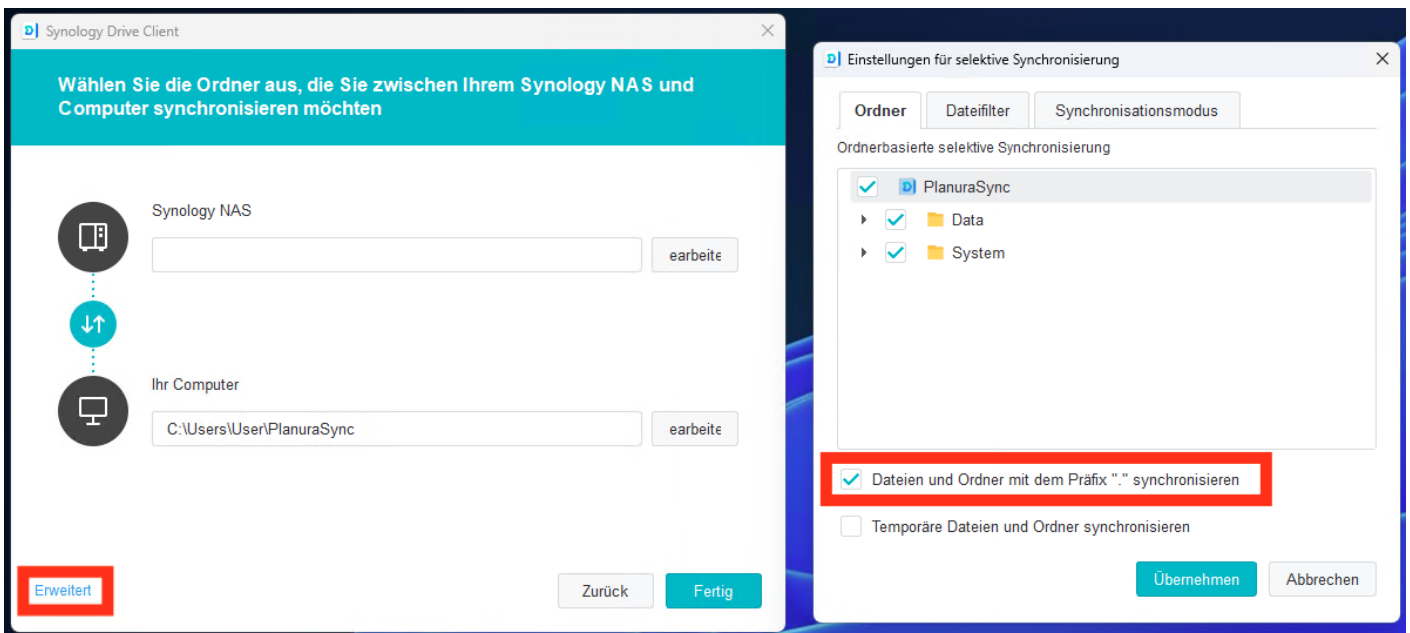 Synology Drive Client
Wählen Sie die Ordner aus, die Sie zwischen Ihrem Synology NAS und
Computer synchronisieren möchten
Synology NAS
earbeite
Ihr Computer
C:\Users\User\PlanuraSync
earbeite
Erweitert
Zurück
Fertig
Einstellungen für selektive Synchronisierung
Ordner
Dateifilter
Synchronisationsmodus
Ordnerbasierte selektive Synchronisierung
PlanuraSync
Data
System
Dateien und Ordner mit dem Präfix "." synchronisieren
Temporäre Dateien und Ordner synchronisieren
Übernehmen
Abbrechen